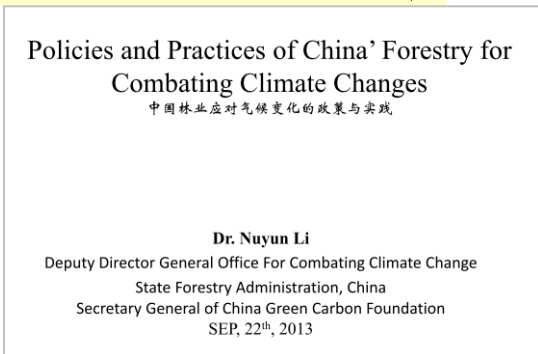 Policies and Practices of China’ Forestry for
Combating Climate Changes
中国林业应对气候变化的政策与实践
Dr. Nuyun Li
Deputy Director General Office For Combating Climate Change
State Forestry Administration, China
Secretary General of China Green Carbon Foundation
SEP, 22th, 2013